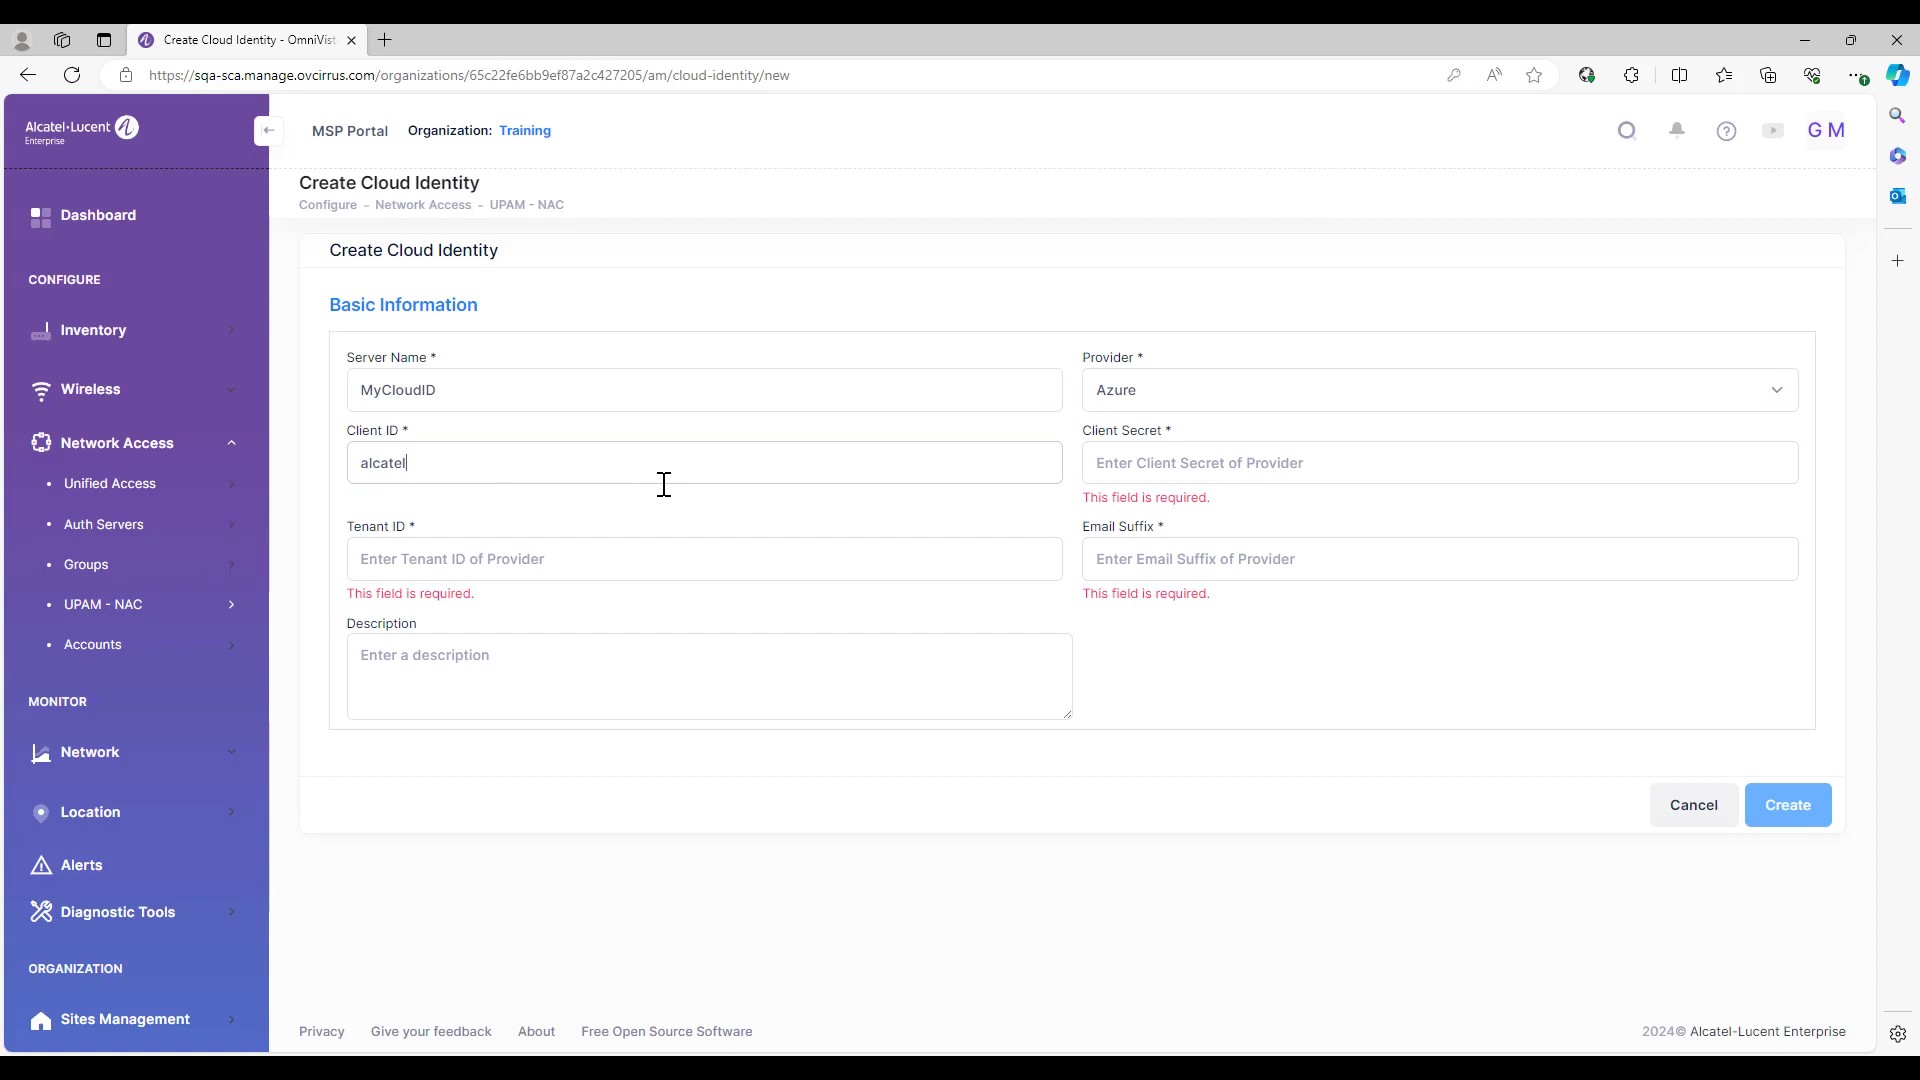 Create Cloud Identity - OmniVist
https://sqa-sca.manage.ovcirrus.com/organizations/65c22fe6bb9ef87a2c427205/am/cloud-identity/new
Alcatel·Lucent
Enterprise
MSP Portal Organization: Training
G M
Create Cloud Identity
Configure - Network Access - UPAM - NAC
Dashboard
CONFIGURE
Inventory
Wireless
Network Access
Unified Access
Auth Servers
Groups
UPAM - NAC
Accounts
MONITOR
Network
Location
Alerts
Diagnostic Tools
ORGANIZATION
Sites Management
Create Cloud Identity
Basic Information
Server Name *
MyCloudID
Provider *
Azure
Client ID *
alcatel
Client Secret *
Enter Client Secret of Provider
This field is required.
Tenant ID *
Enter Tenant ID of Provider
This field is required.
Email Suffix *
Enter Email Suffix of Provider
This field is required.
Description
Enter a description
Cancel
Create
Privacy Give your feedback About Free Open Source Software
2024© Alcatel-Lucent Enterprise